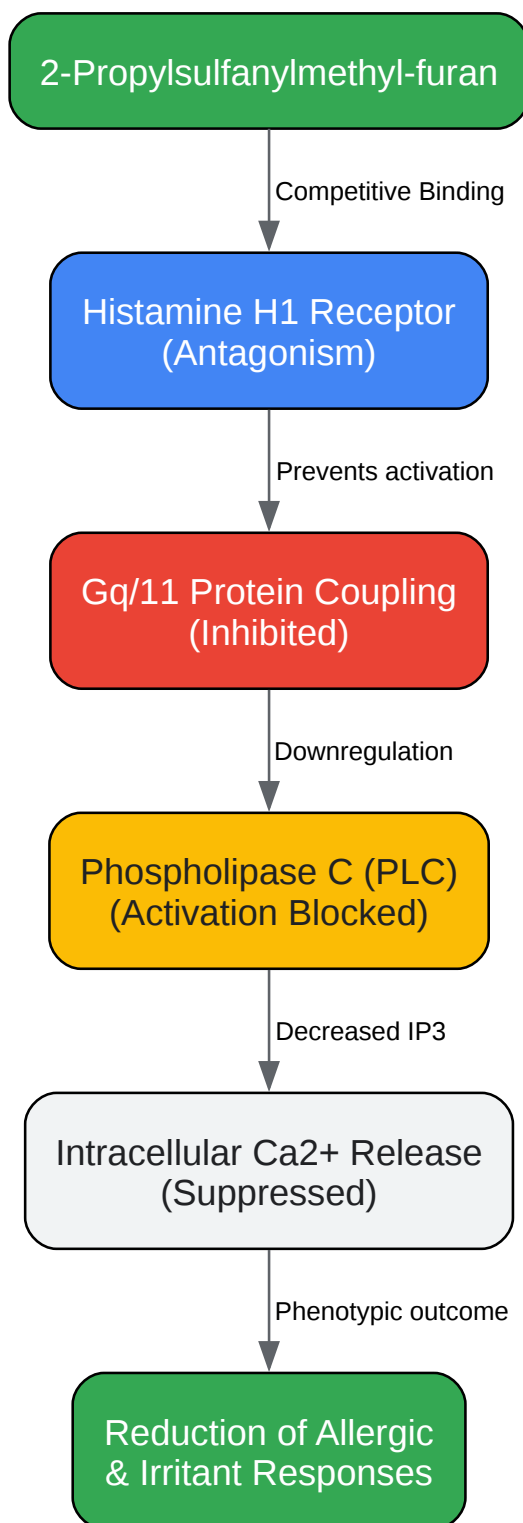 2-Propylsulfanylmethyl-furan
Competitive Binding
Histamine H1 Receptor
(Antagonism)
Prevents activation
Gq/11 Protein Coupling
(Inhibited)
Downregulation
Phospholipase C (PLC)
(Activation Blocked)
Decreased IP3
Intracellular Ca2+ Release
(Suppressed)
Phenotypic outcome
Reduction of Allergic
& Irritant Responses